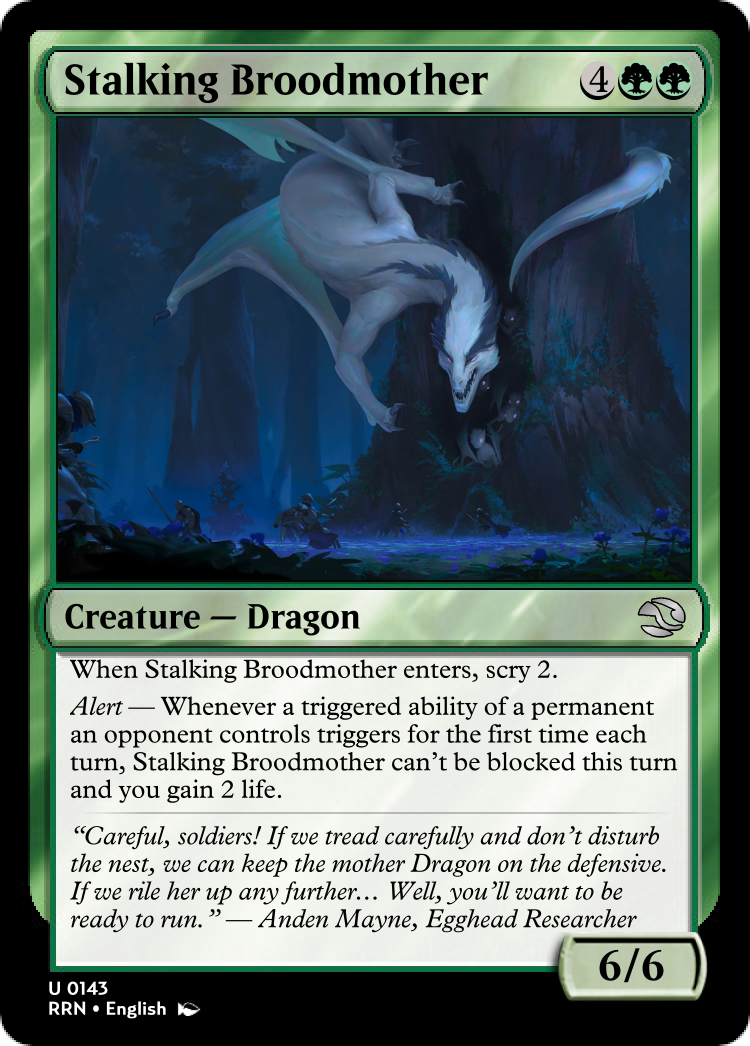 Stalking Broodmother 4
Creature — Dragon
When Stalking Broodmother enters, scry 2.
Alert — Whenever a triggered ability of a permanent
an opponent controls triggers for the first time each
turn, Stalking Broodmother can't be blocked this turn
and you gain 2 life.
“Careful, soldiers! If we tread carefully and don't disturb
the nest, we can keep the mother Dragon on the defensive.
If we rile her up any further… Well, you'll want to be
ready to run.” — Anden Mayne, Egghead Researcher
6/6
U 0143
RRN • English